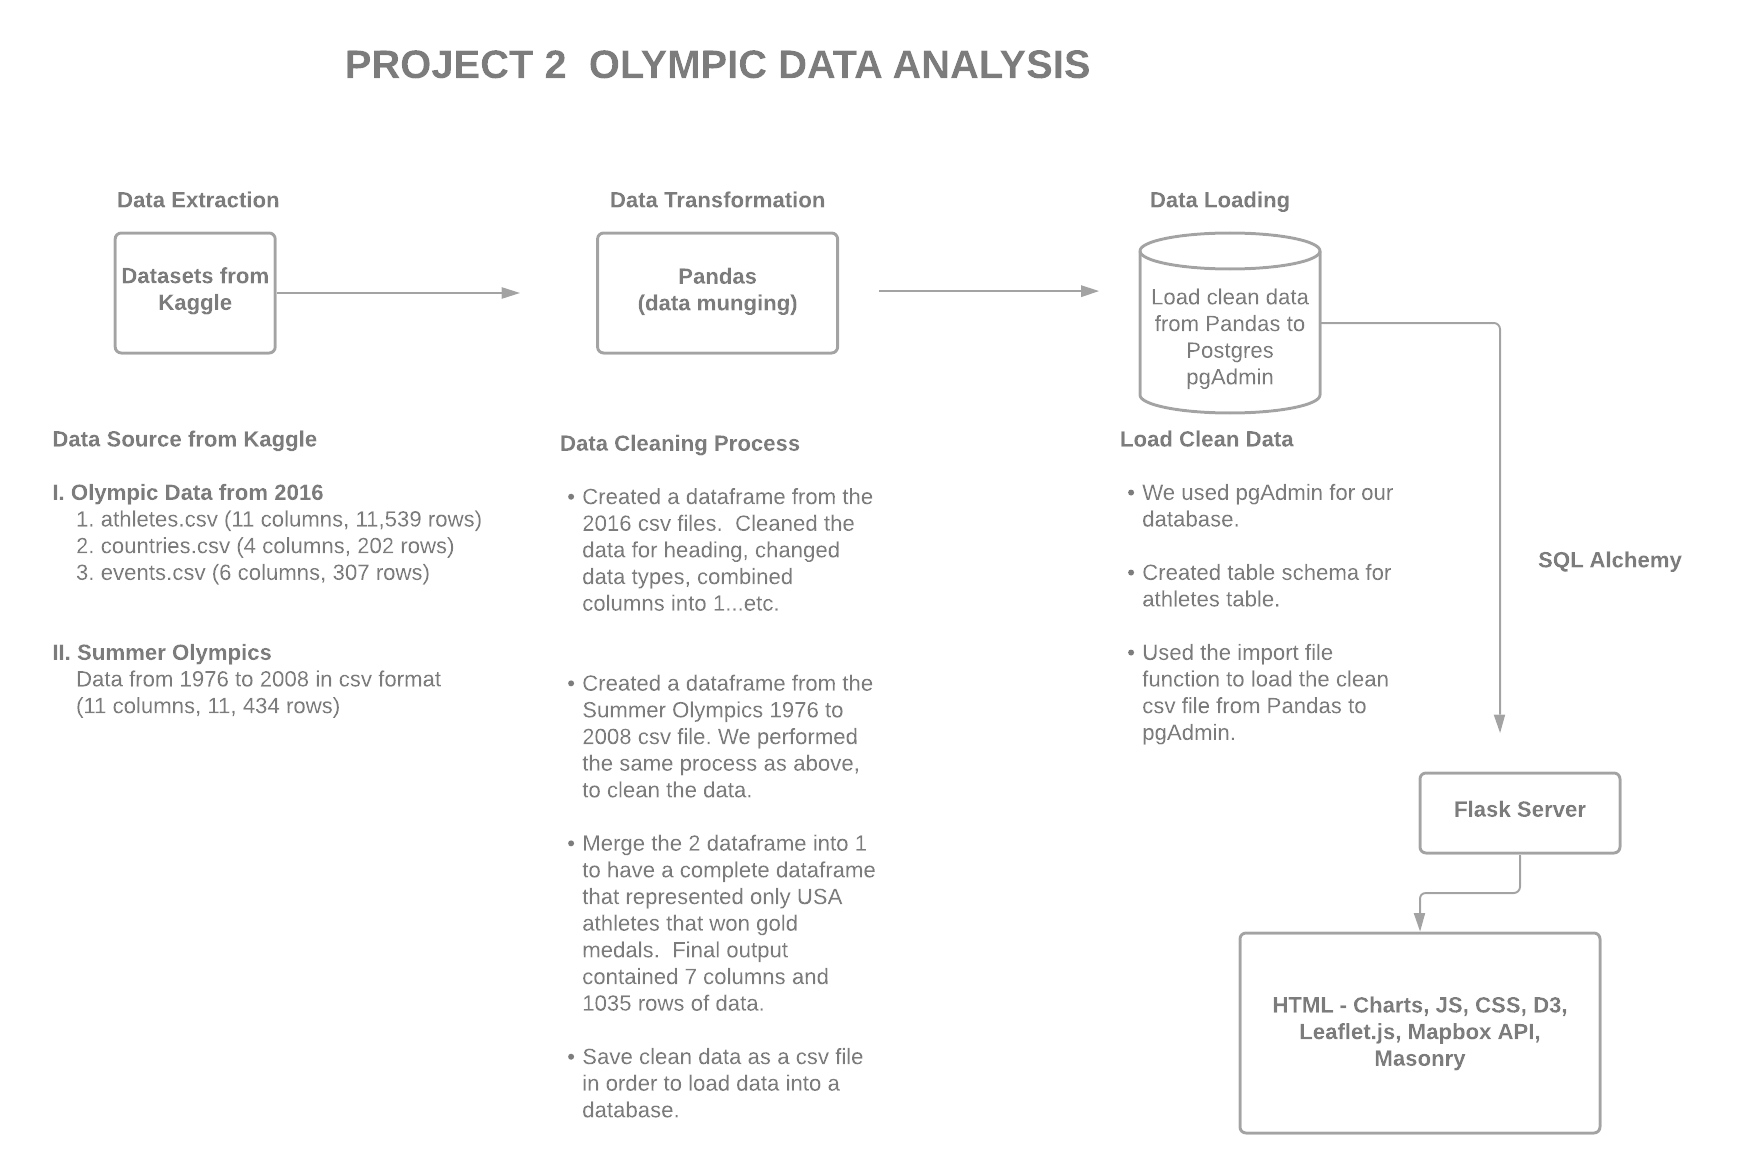 PROJECT 2  OLYMPIC DATA ANALYSIS
Data Extraction
Datasets from
Kaggle
Data Source from Kaggle
I. Olympic Data from 2016
1. athletes.csv (11 columns, 11,539 rows)
2. countries.csv (4 columns, 202 rows)
3. events.csv (6 columns, 307 rows)
II. Summer Olympics
Data from 1976 to 2008 in csv format
(11 columns, 11, 434 rows)
Data Transformation
Pandas
(data munging)
Data Cleaning Process
• Created a dataframe from the
2016 csv files.  Cleaned the
data for heading, changed
data types, combined
columns into 1...etc.
• Created a dataframe from the
Summer Olympics 1976 to
2008 csv file. We performed
the same process as above,
to clean the data.
• Merge the 2 dataframe into 1
to have a complete dataframe
that represented only USA
athletes that won gold
medals.  Final output
contained 7 columns and
1035 rows of data.
• Save clean data as a csv file
in order to load data into a
database.
Data Loading
Load clean data
from Pandas to
Postgres
pgAdmin
Load Clean Data
• We used pgAdmin for our
database.
• Created table schema for
athletes table.
• Used the import file
function to load the clean
csv file from Pandas to
pgAdmin.
SQL Alchemy
Flask Server
HTML - Charts, JS, CSS, D3,
Leaflet.js, Mapbox API,
Masonry